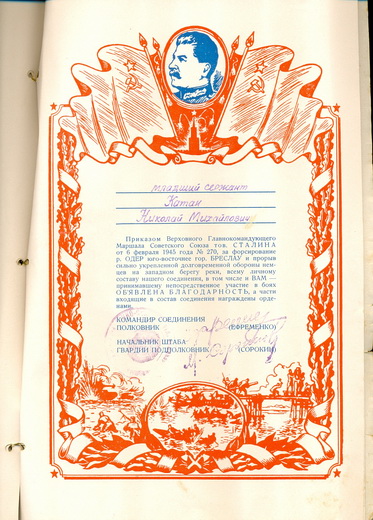 младший сержант
Катан
Николай Михайлович
Приказом Верховного Главнокомандующего
Маршала Советского Союза тов. СТАЛИНА
от 6 февраля 1945 года № 270, за форсирование
р. ОДЕР юго-восточнее гор. БРЕСЛАУ и прорыв
сильно укрепленной долговременной обороны нем-
цев на западном берегу реки, всему личному
составу нашего соединения, в том числе и ВАМ —
принимавшему непосредственное участие в боях
ОБЪЯВЛЕНА БЛАГОДАРНОСТЬ, а части
входящие в состав соединения награждены орде-
нами.
КОМАНДИР СОЕДИНЕНИЯ
ПОЛКОВНИК (ЕФРЕМЕНКО)
НАЧАЛЬНИК ШТАБА
ГВАРДИИ ПОДПОЛКОВНИК (СОРОКИН)